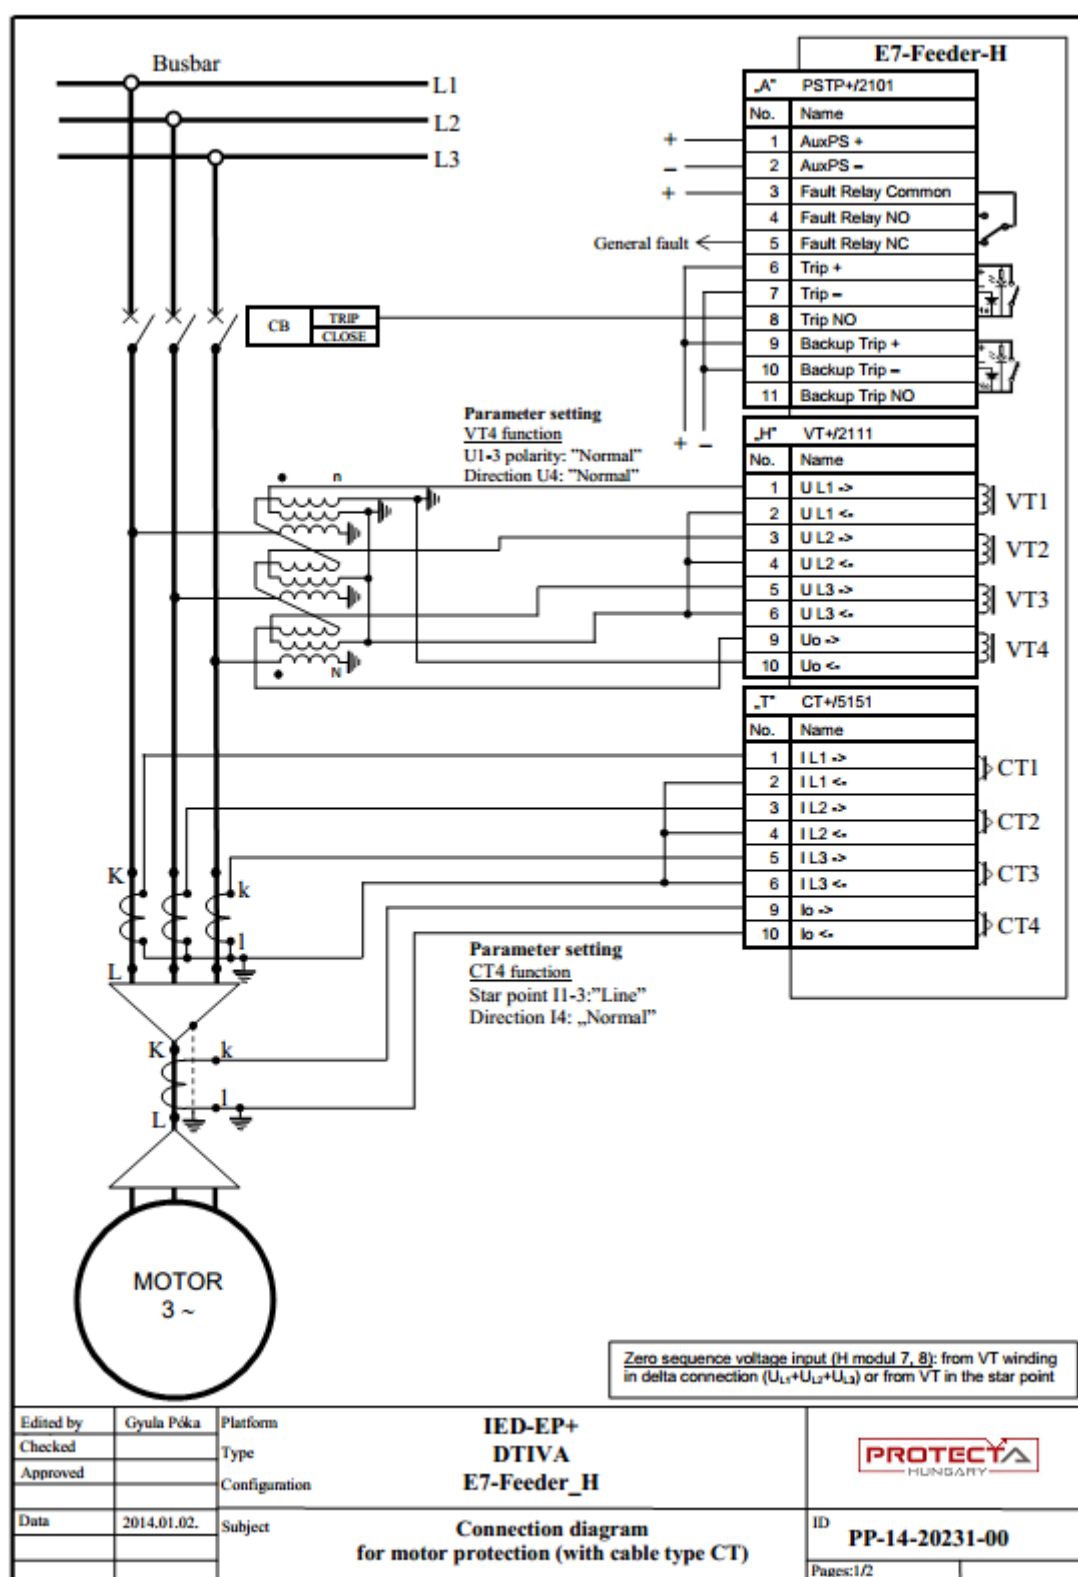 Busbar
L1
L2
L3
E7-Feeder-H
„A" PSTP+/2101
No. Name
+ 1 AuxPS +
– 2 AuxPS –
+ 3 Fault Relay Common
4 Fault Relay NO
General fault 5 Fault Relay NC
6 Trip +
7 Trip –
8 Trip NO
9 Backup Trip +
10 Backup Trip –
11 Backup Trip NO
+ –
CB TRIP
CLOSE
Parameter setting
VT4 function
U1-3 polarity: "Normal"
Direction U4: "Normal"
„H" VT+/2111
No. Name
1 U L1 ->
2 U L1 <-
3 U L2 ->
4 U L2 <-
5 U L3 ->
6 U L3 <-
9 Uo ->
10 Uo <-
VT1
VT2
VT3
VT4
n
N
„T" CT+/5151
No. Name
1 I L1 ->
2 I L1 <-
3 I L2 ->
4 I L2 <-
5 I L3 ->
6 I L3 <-
9 Io ->
10 Io <-
CT1
CT2
CT3
CT4
K
k
l
L
Parameter setting
CT4 function
Star point I1-3:"Line"
Direction I4: „Normal"
K
k
l
L
MOTOR
3 ~
Zero sequence voltage input (H modul 7, 8): from VT winding
in delta connection (UL1+UL2+UL3) or from VT in the star point
Edited by Gyula Póka
Checked
Approved
Data 2014.01.02.
Platform IED-EP+
Type DTIVA
Configuration E7-Feeder_H
Subject Connection diagram
for motor protection (with cable type CT)
PROTECTA
HUNGARY
ID
PP-14-20231-00
Pages:1/2